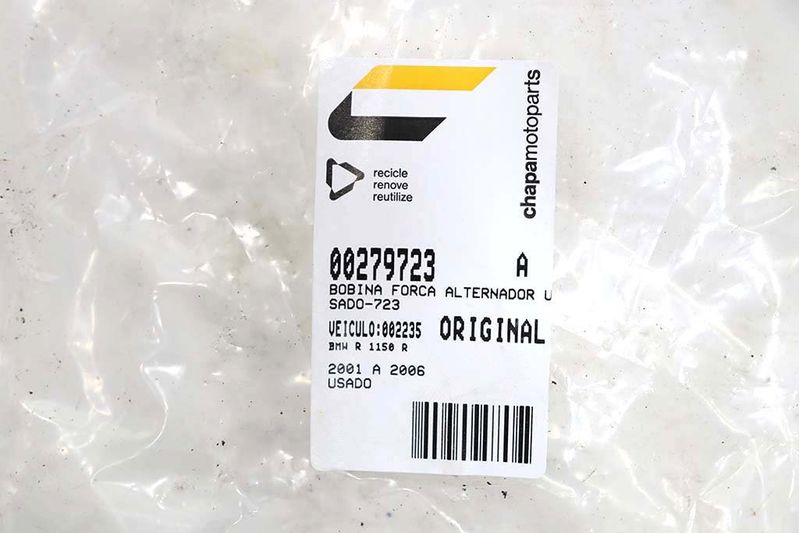 chapamotoparts
recicle
renove
reutilize
00279723 A
BOBINA FORCA ALTERNADOR U
SADO-723
VEICULO:002235 ORIGINAL
BMW R 1150 R
2001 A 2006
USADO